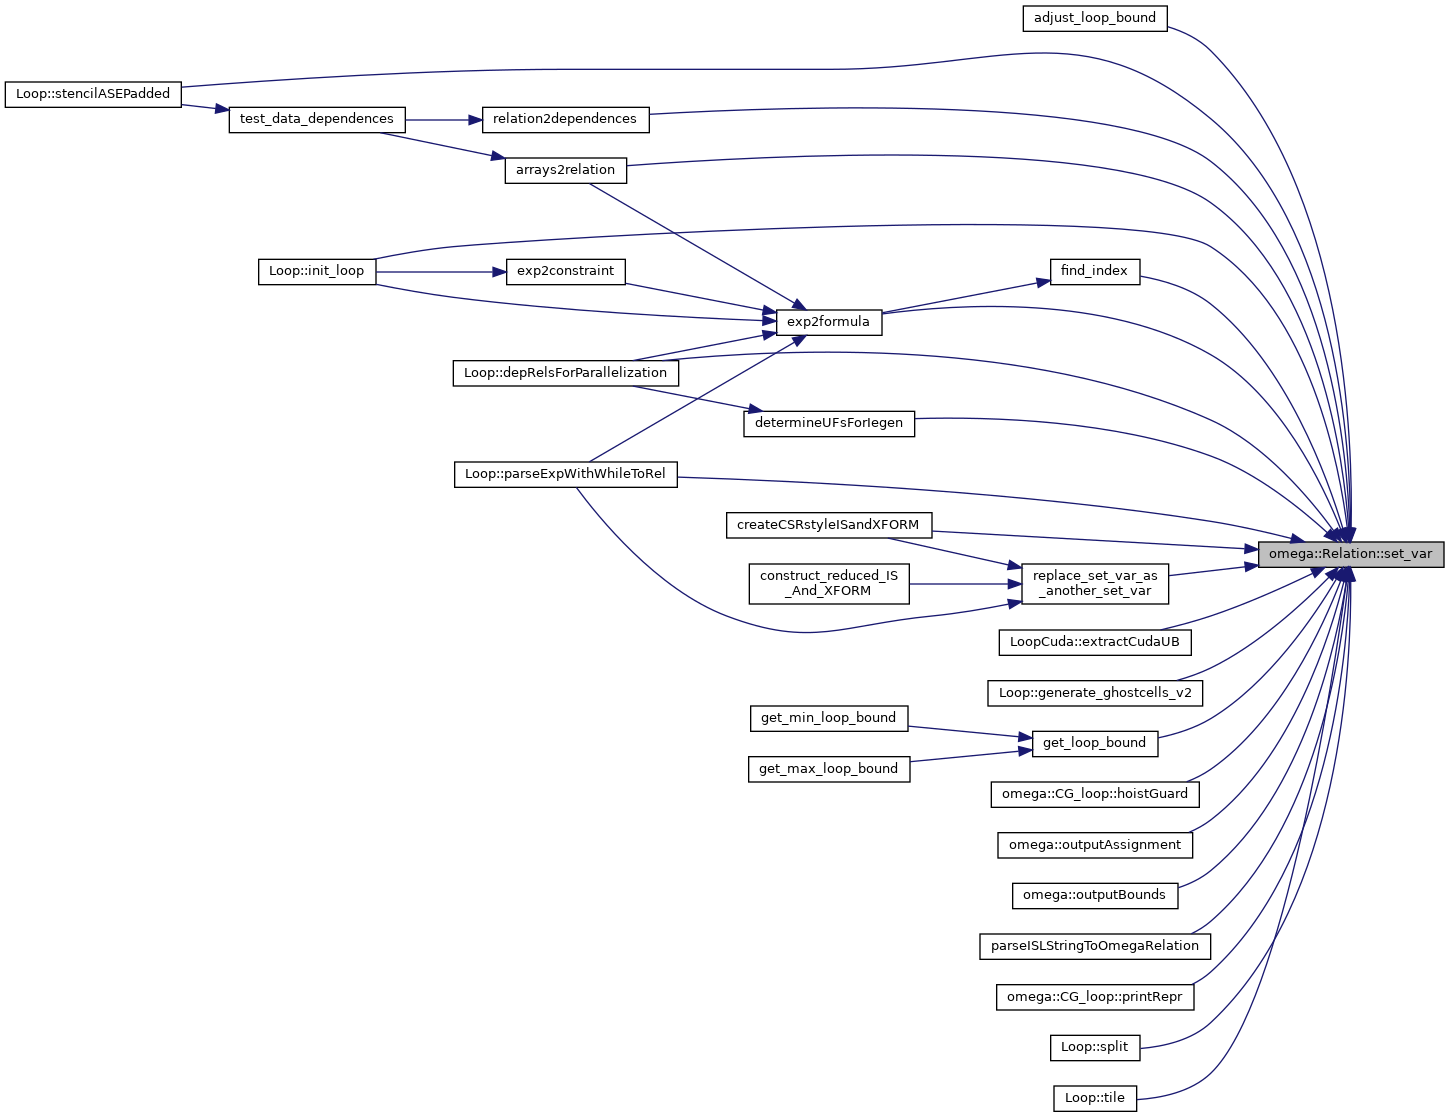 adjust_loop_bound
Loop::stencilASEPadded
test_data_dependences
relation2dependences
arrays2relation
Loop::init_loop
exp2constraint
find_index
exp2formula
Loop::depRelsForParallelization
determineUFsForIegen
Loop::parseExpWithWhileToRel
createCSRstyleISandXFORM
omega::Relation::set_var
construct_reduced_IS
_And_XFORM
replace_set_var_as
_another_set_var
LoopCuda::extractCudaUB
Loop::generate_ghostcells_v2
get_min_loop_bound
get_loop_bound
get_max_loop_bound
omega::CG_loop::hoistGuard
omega::outputAssignment
omega::outputBounds
parseISLStringToOmegaRelation
omega::CG_loop::printRepr
Loop::split
Loop::tile